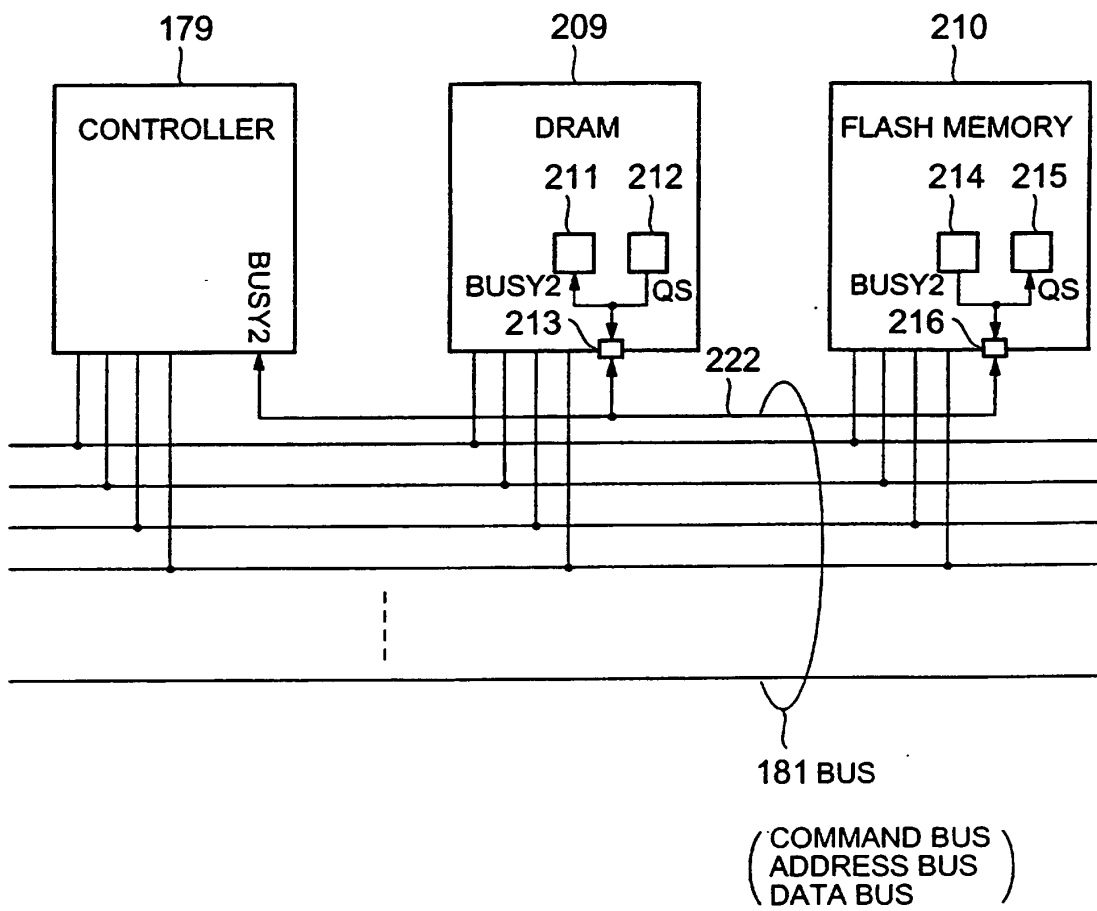 179
209
210
CONTROLLER
DRAM
FLASH MEMORY
211
212
214
215
BUSY2
BUSY2
QS
BUSY2
QS
213
216
222
181 BUS
COMMAND BUS
ADDRESS BUS
DATA BUS